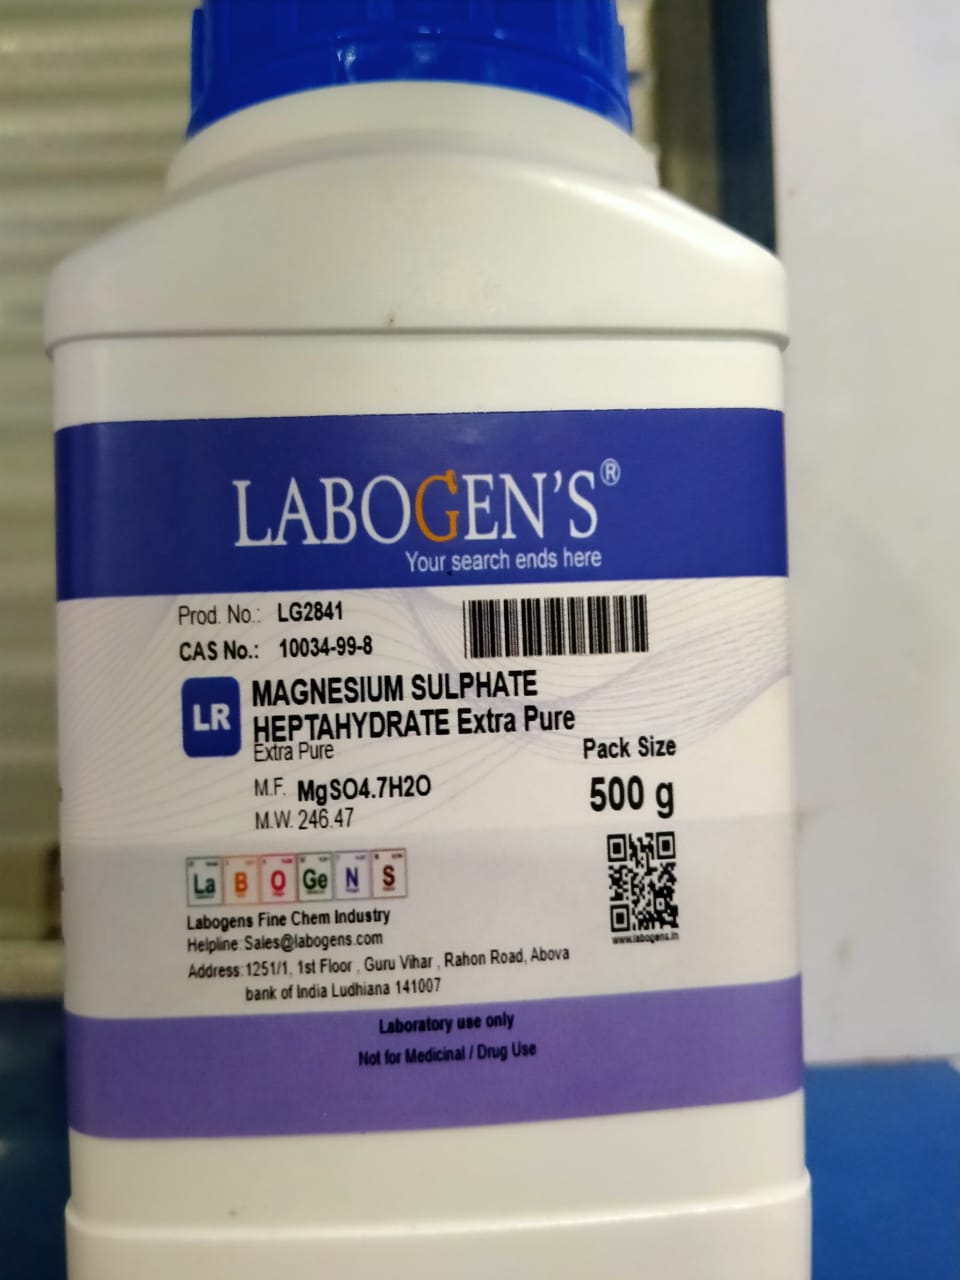 LABOGEN'S®
Your search ends here
Prod. No.: LG2841
CAS No.: 10034-99-8
LR
MAGNESIUM SULPHATE
HEPTAHYDRATE Extra Pure
Extra Pure
Pack Size
500 g
M.F. MgSO4.7H2O
M.W. 246.47
La B O Ge N S
www.labogens.in
Labogens Fine Chem Industry
Helpline:Sales@labogens.com
Address:1251/1, 1st Floor , Guru Vihar , Rahon Road, Abova
bank of India Ludhiana 141007
Laboratory use only
Not for Medicinal / Drug Use